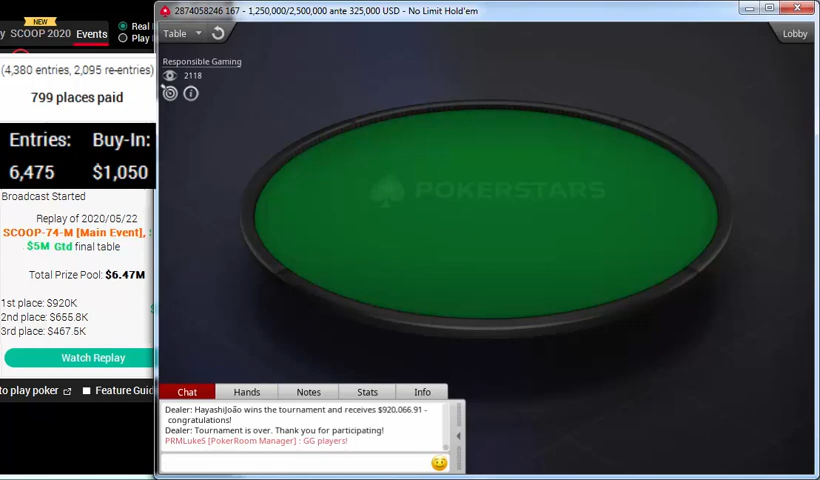 2874058246 167 - 1,250,000/2,500,000 ante 325,000 USD - No Limit Hold'em
NEW
SCOOP 2020 Events
Real
Play
Table
Lobby
Responsible Gaming
2118
(4,380 entries, 2,095 re-entries)
799 places paid
Entries: Buy-In:
6,475 $1,050
POKERSTARS
Broadcast Started
Replay of 2020/05/22
SCOOP-74-M [Main Event],
$5M Gtd final table
Total Prize Pool: $6.47M
1st place: $920K
2nd place: $655.8K
3rd place: $467.5K
Watch Replay
to play poker
Feature Guid
Chat Hands Notes Stats Info
Dealer: HayashiJoão wins the tournament and receives $920,066.91 -
congratulations!
Dealer: Tournament is over. Thank you for participating!
PRMLukeS [PokerRoom Manager] : GG players!